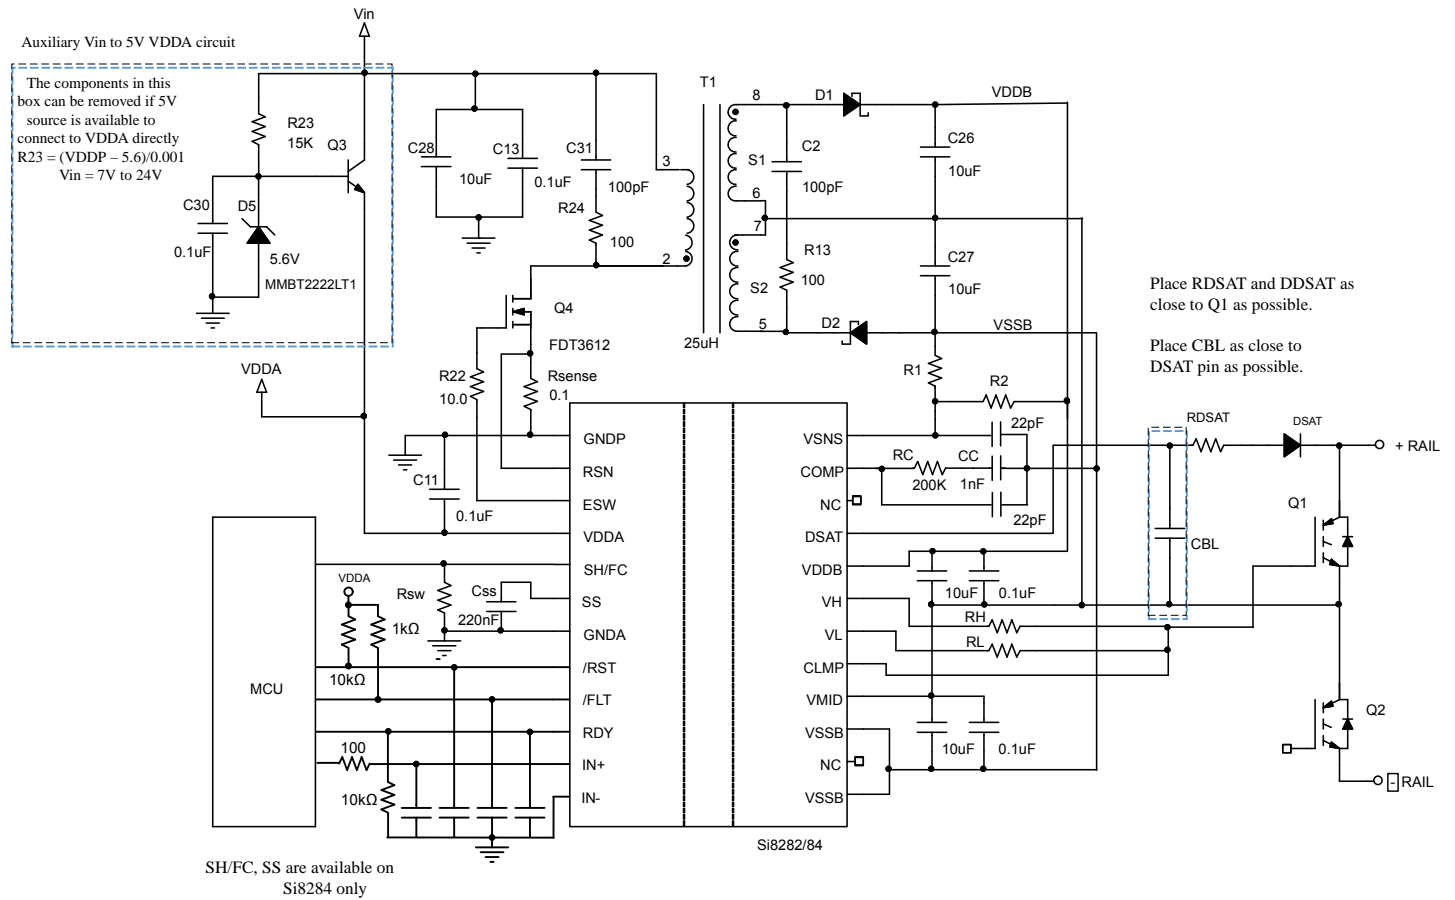 Vin
Auxiliary Vin to 5V VDDA circuit
The components in this
box can be removed if 5V
source is available to
connect to VDDA directly
R23 = (VDDP – 5.6)/0.001
Vin = 7V to 24V
R23
15K
Q3
C30
0.1uF
D5
5.6V
MMBT2222LT1
VDDA
C28
10uF
C13
0.1uF
C31
100pF
R24
100
3
2
T1
25uH
8
S1
6
7
S2
5
D1
C2
100pF
R13
100
D2
VDDB
C26
10uF
C27
10uF
VSSB
R1
R2
Q4
FDT3612
R22
10.0
Rsense
0.1
C11
0.1uF
GNDP
RSN
ESW
VDDA
SH/FC
SS
GNDA
/RST
/FLT
RDY
IN+
IN-
VSNS
COMP
NC
DSAT
VDDB
VH
VL
CLMP
VMID
VSSB
NC
VSSB
Si8282/84
22pF
RC
200K
CC
1nF
22pF
10uF
0.1uF
RH
RL
10uF
0.1uF
Place RDSAT and DDSAT as
close to Q1 as possible.
Place CBL as close to
DSAT pin as possible.
RDSAT
DSAT
+ RAIL
CBL
Q1
Q2
- RAIL
MCU
VDDA
Rsw
Css
220nF
1kΩ
10kΩ
100
10kΩ
SH/FC, SS are available on
Si8284 only